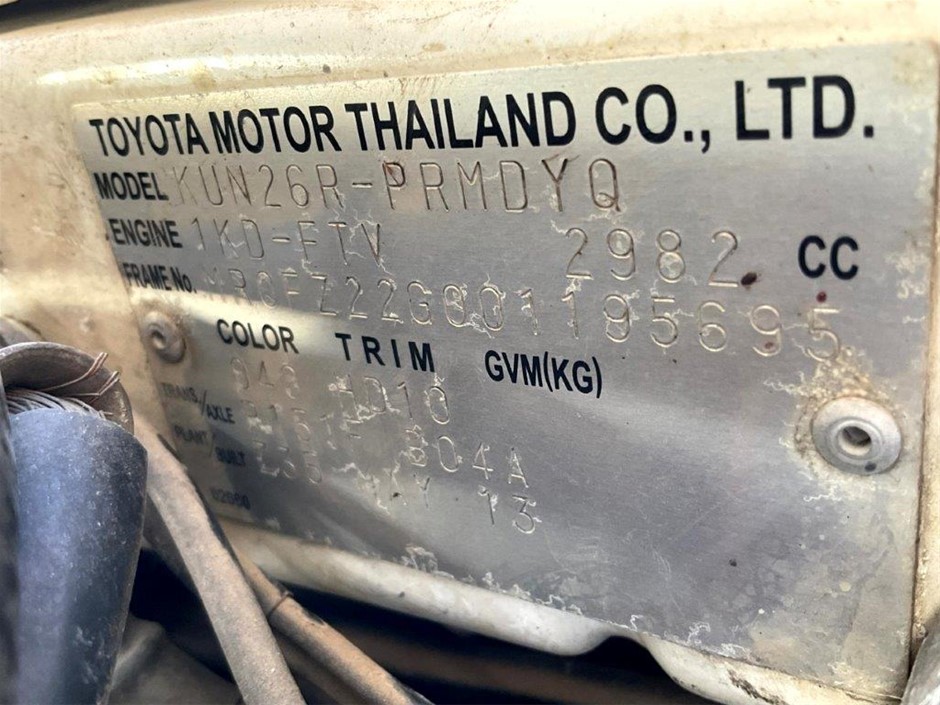 TOYOTA MOTOR THAILAND CO., LTD.
MODEL KUN26R-PRMDYQ
ENGINE 1KD-FTV 2982 CC
FRAME No. MR0FZ22G001195695
COLOR TRIM GVM(KG)
TRANS./AXLE B04A
PLANT/BUILT 13